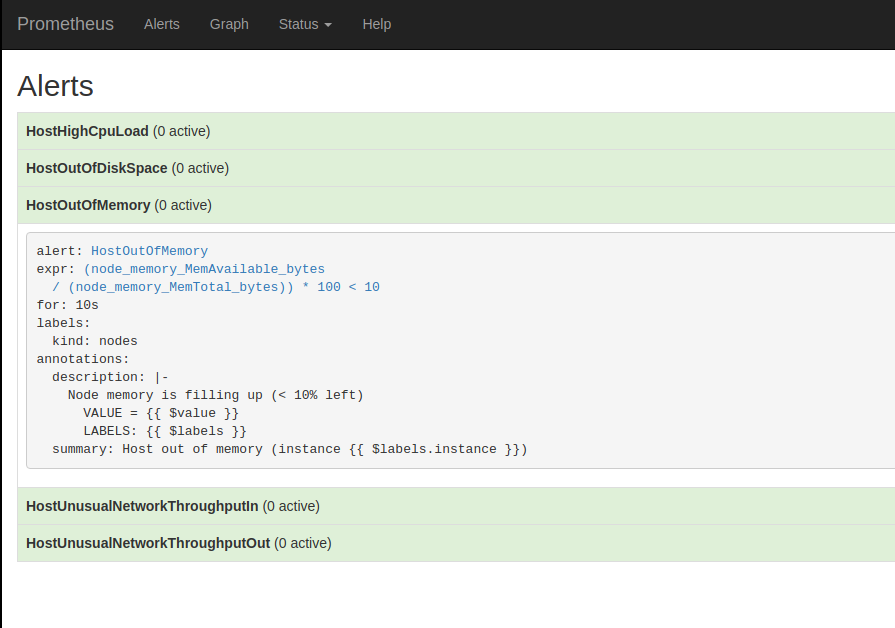 Prometheus Alerts Graph Status Help
Alerts
HostHighCpuLoad (0 active)
HostOutOfDiskSpace (0 active)
HostOutOfMemory (0 active)
alert: HostOutOfMemory
expr: (node_memory_MemAvailable_bytes
  / (node_memory_MemTotal_bytes)) * 100 < 10
for: 10s
labels:
  kind: nodes
annotations:
  description: |-
    Node memory is filling up (< 10% left)
      VALUE = {{ $value }}
      LABELS: {{ $labels }}
  summary: Host out of memory (instance {{ $labels.instance }})
HostUnusualNetworkThroughputIn (0 active)
HostUnusualNetworkThroughputOut (0 active)